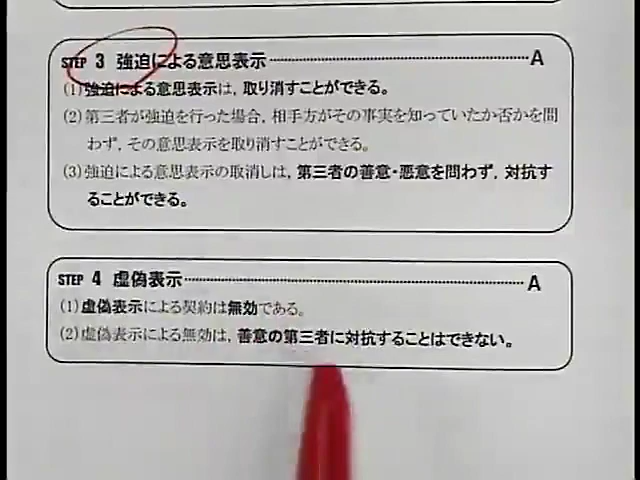 STEP 3 強迫による意思表示……………………………A
(1)強迫による意思表示は，取り消すことができる。
(2)第三者が強迫を行った場合，相手方がその事実を知っていたか否かを問
わず，その意思表示を取り消すことができる。
(3)強迫による意思表示の取消しは，第三者の善意・悪意を問わず，対抗す
ることができる。
STEP 4 虚偽表示……………………………………A
(1)虚偽表示による契約は無効である。
(2)虚偽表示による無効は，善意の第三者に対抗することはできない。